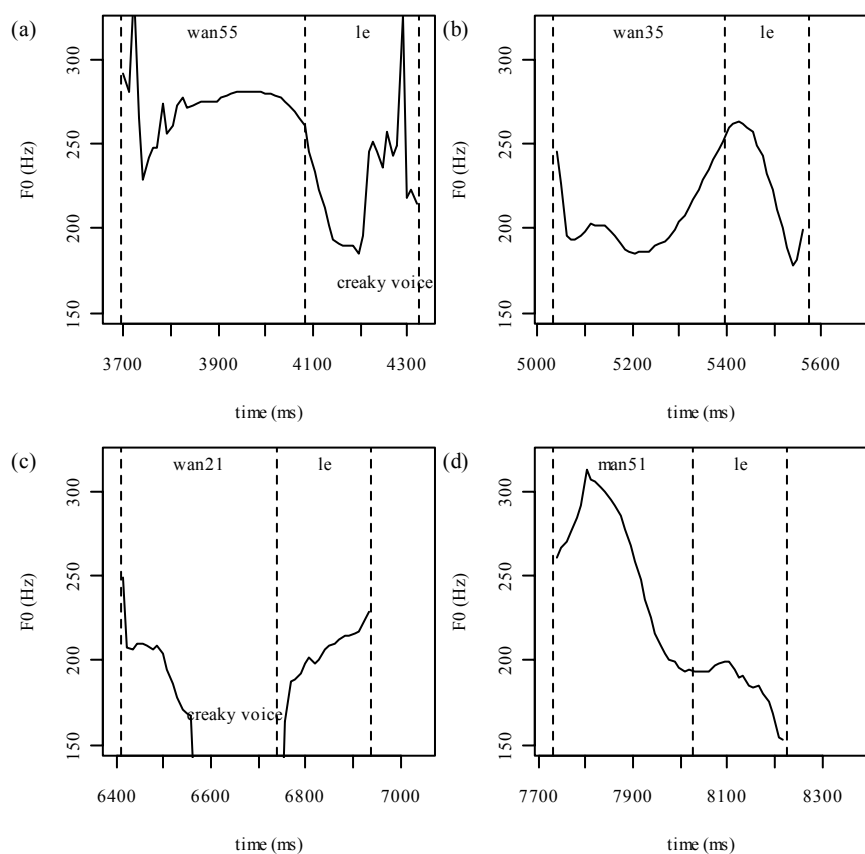 (a)
wan55 le
F0 (Hz)
300
250
200
150
creaky voice
3700 3900 4100 4300
time (ms)
(b)
wan35 le
F0 (Hz)
300
250
200
150
5000 5200 5400 5600
time (ms)
(c)
wan21 le
F0 (Hz)
300
250
200
150
creaky voice
6400 6600 6800 7000
time (ms)
(d)
man51 le
F0 (Hz)
300
250
200
150
7700 7900 8100 8300
time (ms)